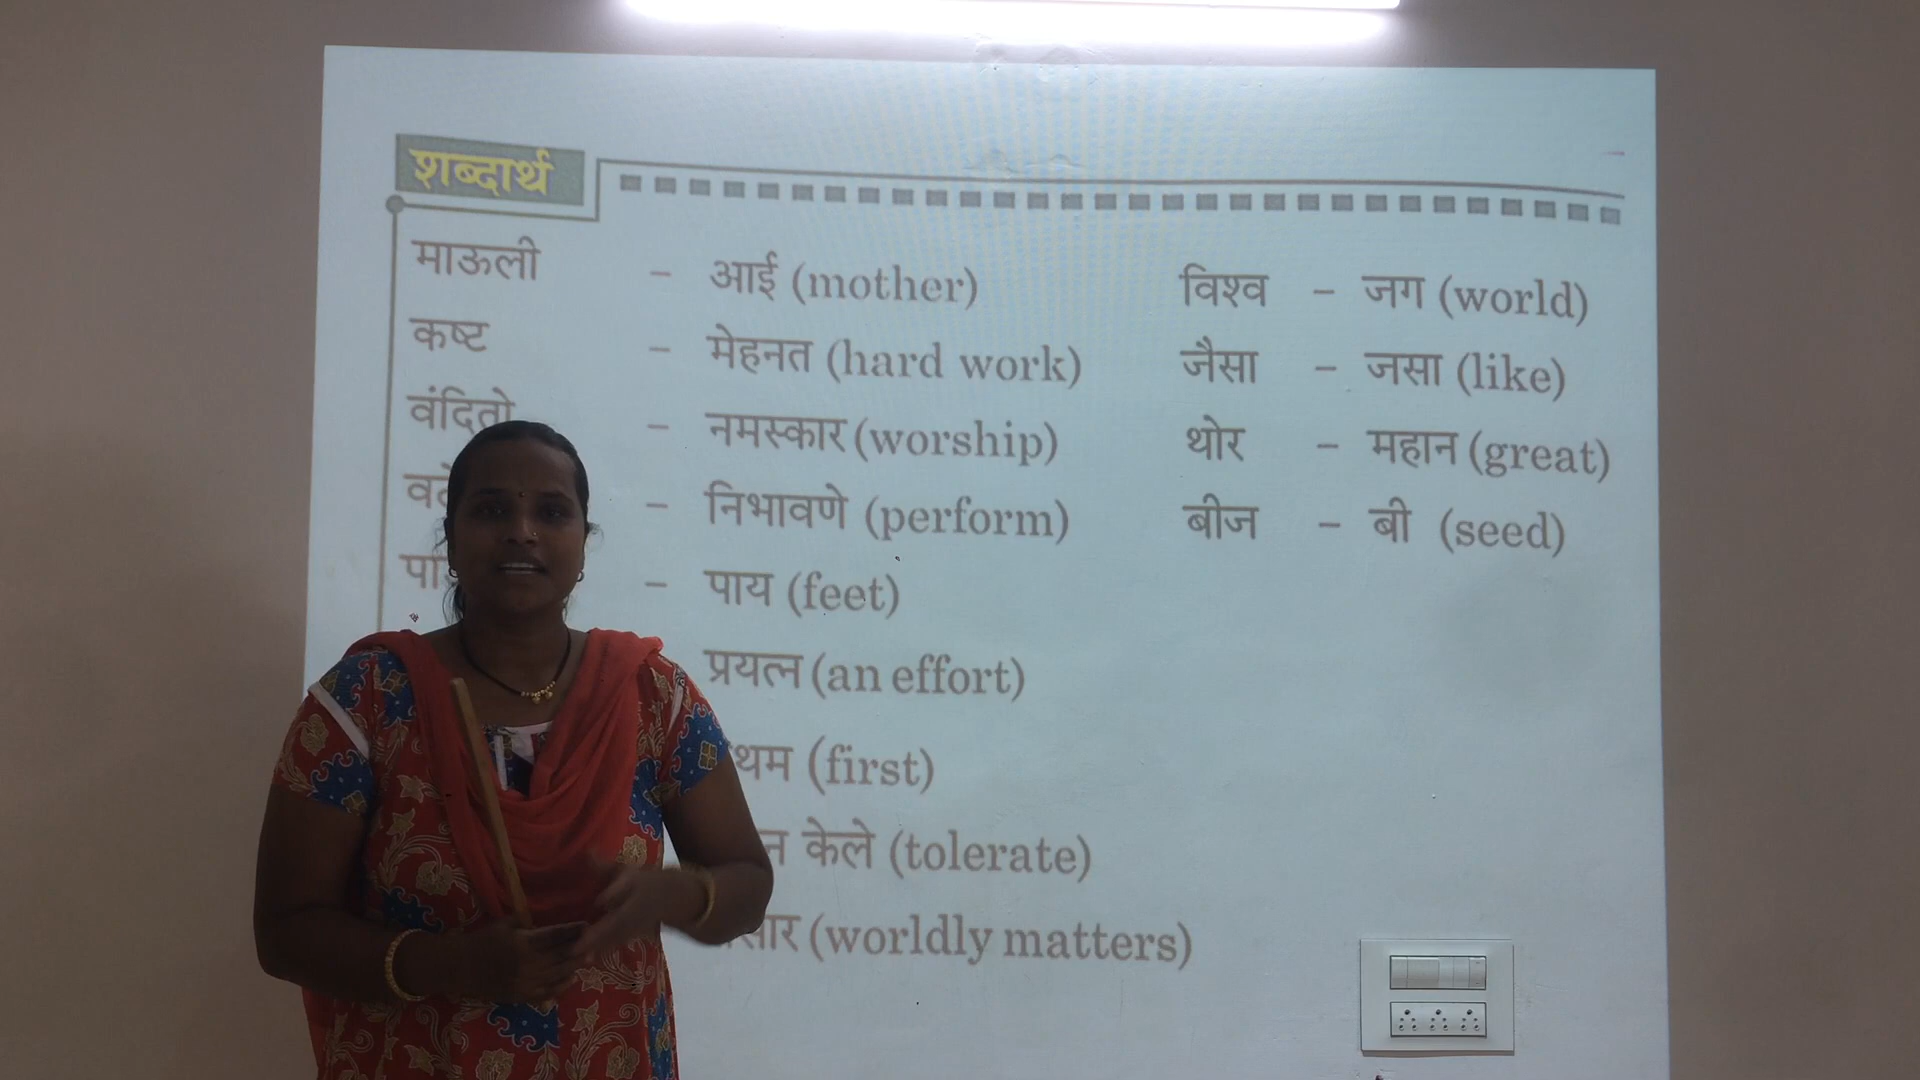 शब्दार्थ
माऊली – आई (mother)
कष्ट – मेहनत (hard work)
वंदितो – नमस्कार (worship)
– निभावणे (perform)
– पाय (feet)
प्रयत्न (an effort)
(first)
केले (tolerate)
(worldly matters)
विश्व – जग (world)
जैसा – जसा (like)
थोर – महान (great)
बीज – बी (seed)